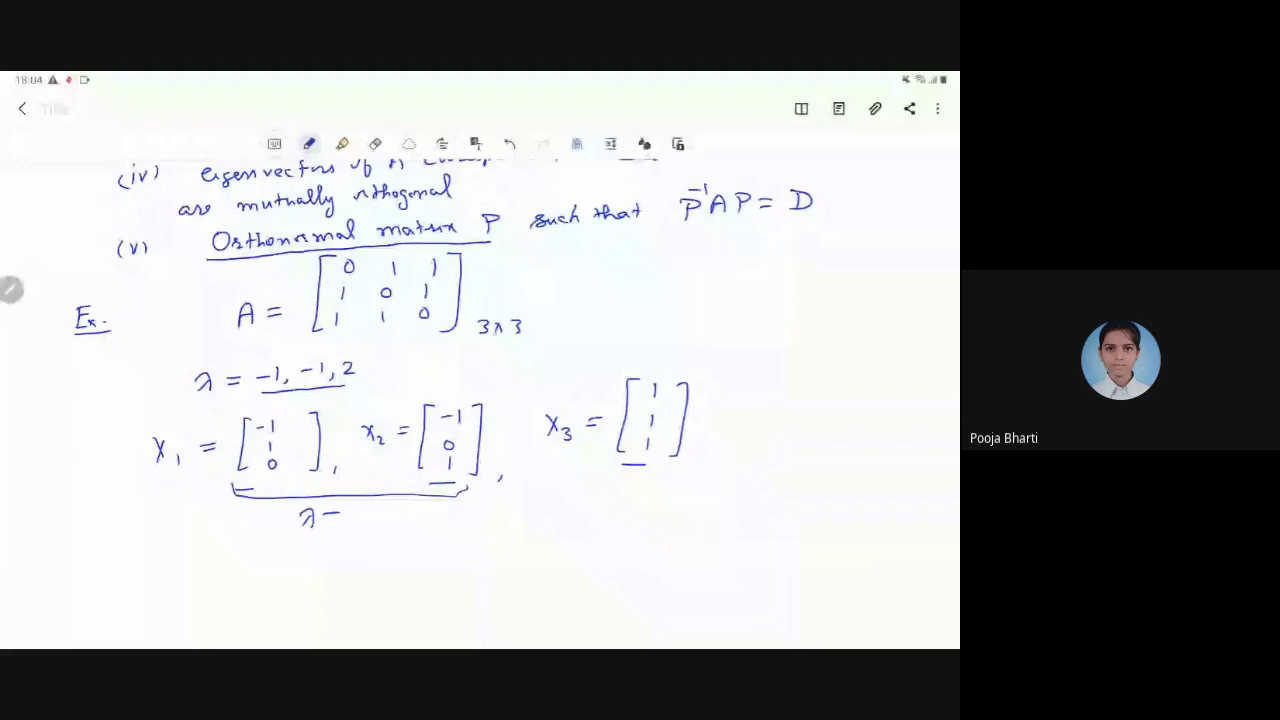 18:04
Title
(iv) Eigenvectors of A
are mutually orthogonal
(v) Orthonormal matrix P such that P⁻¹AP = D
Ex. A = [0 1 1; 1 0 1; 1 1 0] 3×3
λ = -1, -1, 2
X₁ = [-1; 1; 0], X₂ = [-1; 0; 1], X₃ = [1; 1; 1]
λ =
Pooja Bharti